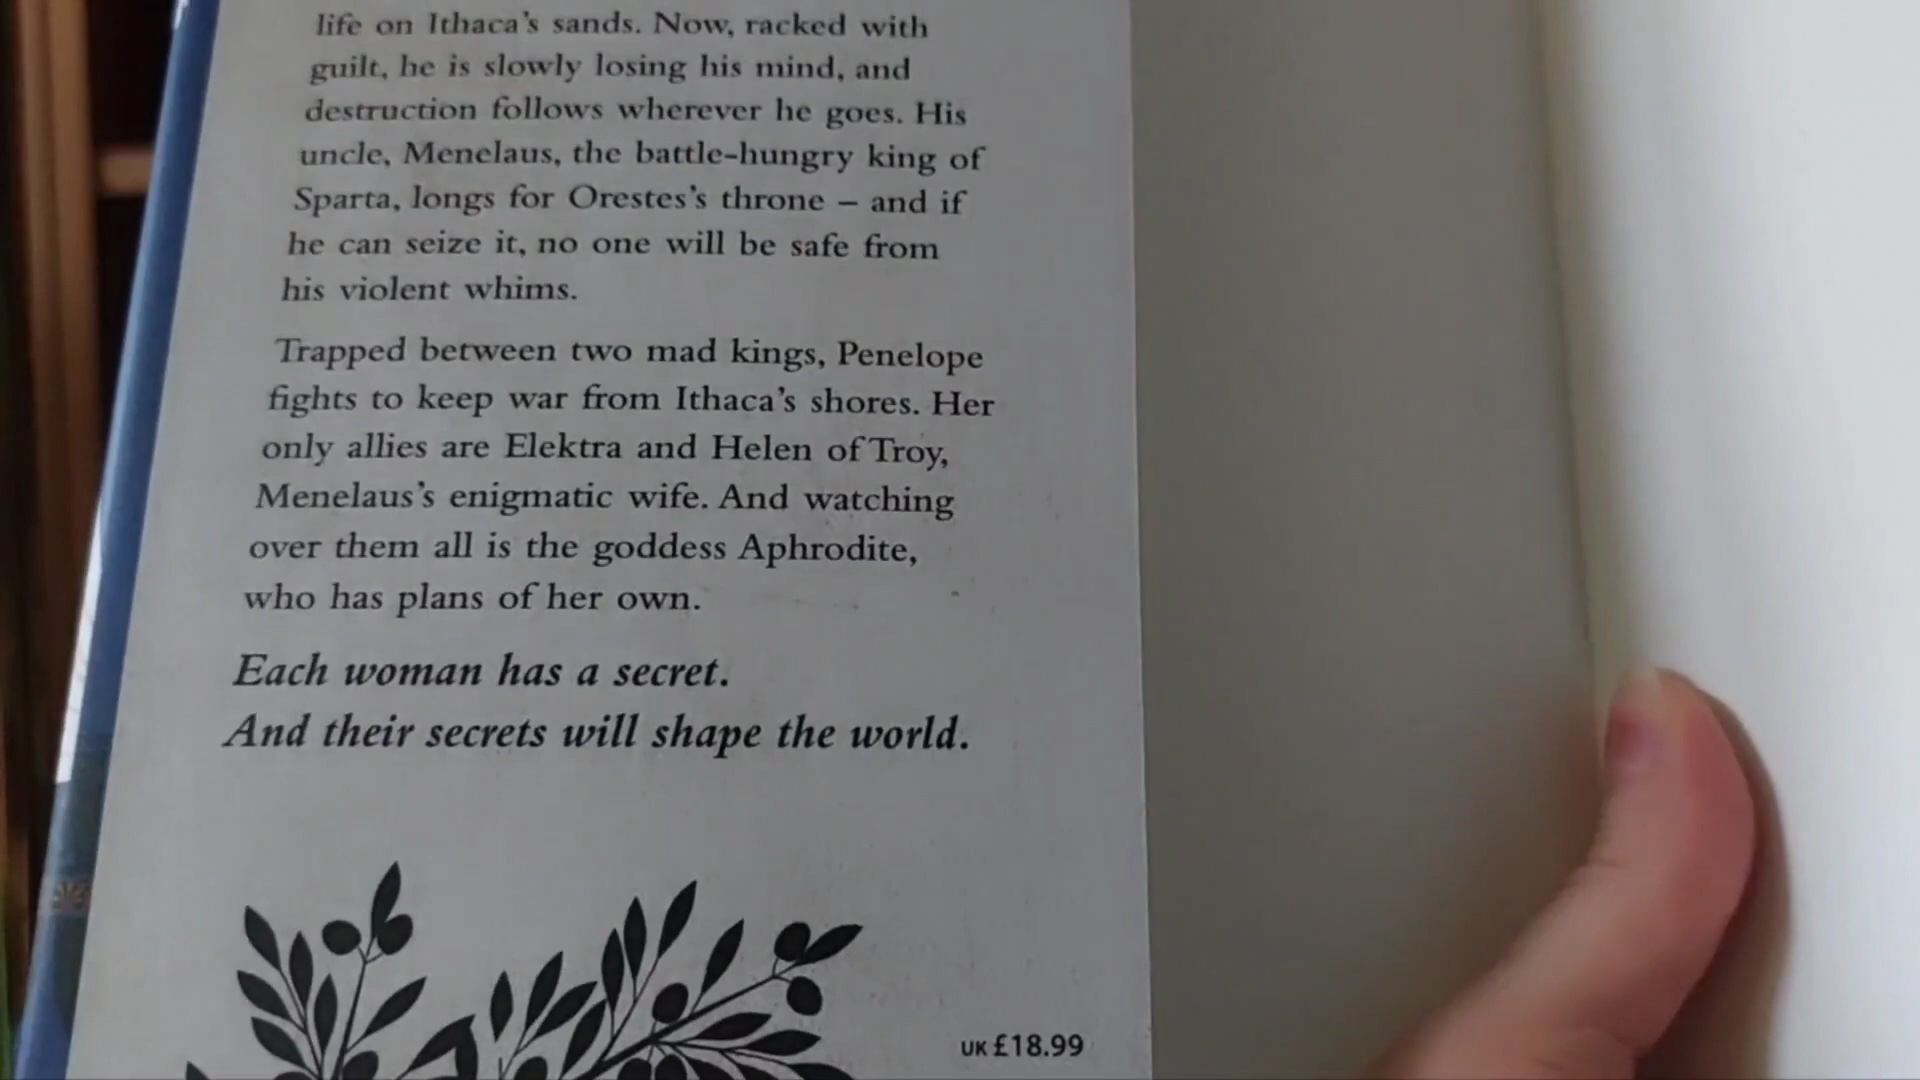 life on Ithaca's sands. Now, racked with
guilt, he is slowly losing his mind, and
destruction follows wherever he goes. His
uncle, Menelaus, the battle-hungry king of
Sparta, longs for Orestes's throne – and if
he can seize it, no one will be safe from
his violent whims.
Trapped between two mad kings, Penelope
fights to keep war from Ithaca's shores. Her
only allies are Elektra and Helen of Troy,
Menelaus's enigmatic wife. And watching
over them all is the goddess Aphrodite,
who has plans of her own.
Each woman has a secret.
And their secrets will shape the world.
UK £18.99